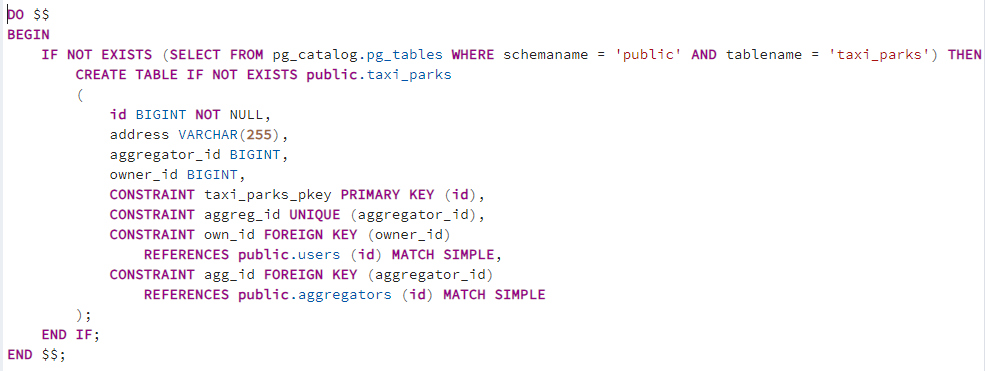 DO $$
BEGIN
    IF NOT EXISTS (SELECT FROM pg_catalog.pg_tables WHERE schemaname = 'public' AND tablename = 'taxi_parks') THEN
        CREATE TABLE IF NOT EXISTS public.taxi_parks
        (
            id BIGINT NOT NULL,
            address VARCHAR(255),
            aggregator_id BIGINT,
            owner_id BIGINT,
            CONSTRAINT taxi_parks_pkey PRIMARY KEY (id),
            CONSTRAINT aggreg_id UNIQUE (aggregator_id),
            CONSTRAINT own_id FOREIGN KEY (owner_id)
                REFERENCES public.users (id) MATCH SIMPLE,
            CONSTRAINT agg_id FOREIGN KEY (aggregator_id)
                REFERENCES public.aggregators (id) MATCH SIMPLE
        );
    END IF;
END $$;